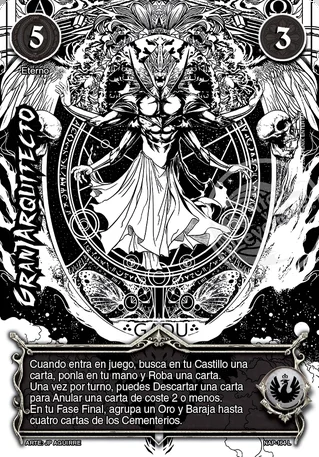 5
3
Eterno
GRAN ARQUITECTO
GADU
Cuando entra en juego, busca en tu Castillo una
carta, ponla en tu mano y Roba una carta.
Una vez por turno, puedes Descartar una carta
para Anular una carta de coste 2 o menos.
En tu Fase Final, agrupa un Oro y Baraja hasta
cuatro cartas de los Cementerios.
ARTE: JP AGUIRRE